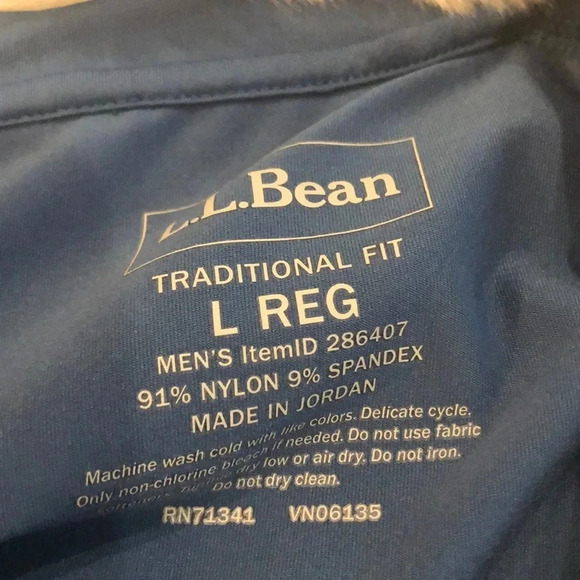 L.L.Bean
TRADITIONAL FIT
L REG
MEN'S ItemID 286407
91% NYLON 9% SPANDEX
MADE IN JORDAN
Machine wash cold with like colors. Delicate cycle.
Only non-chlorine bleach if needed. Do not use fabric
softeners. Tumble dry low or air dry. Do not iron.
Do not dry clean.
RN71341 VN06135